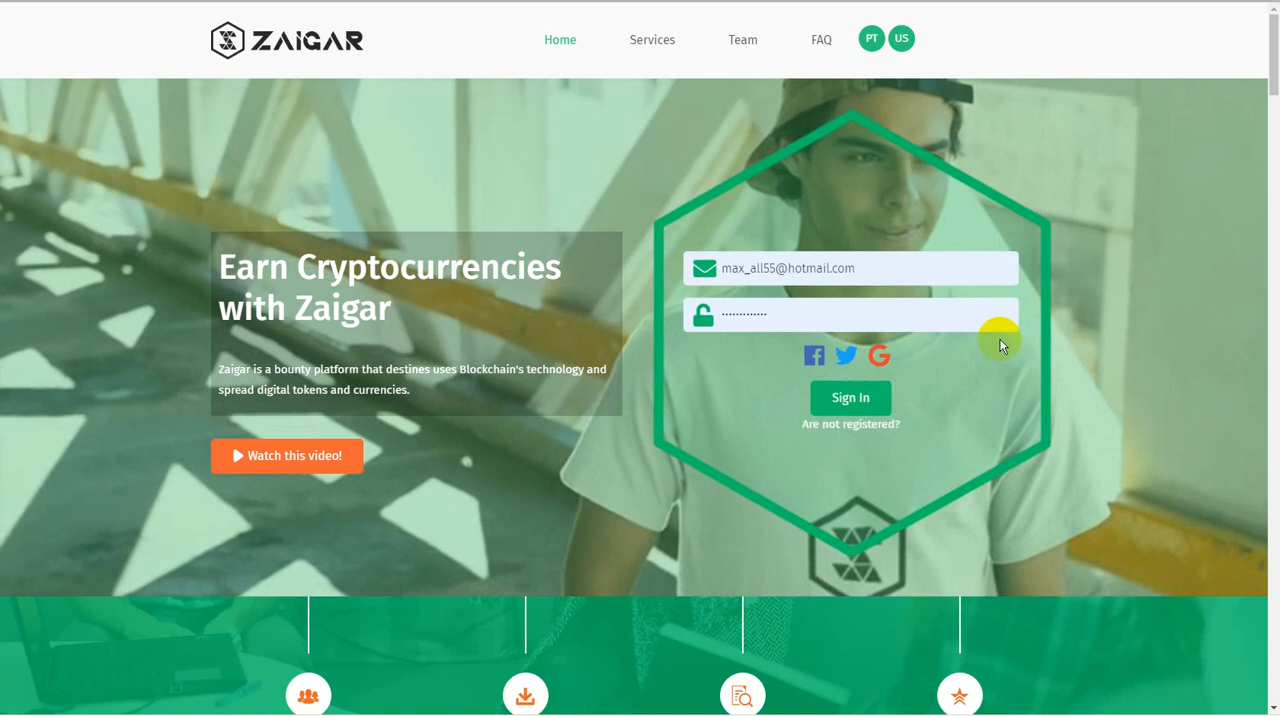 ZAIGAR
Home
Services
Team
FAQ
PT
US
Earn Cryptocurrencies
with Zaigar
Zaigar is a bounty platform that destines uses Blockchain's technology and
spread digital tokens and currencies.
Watch this video!
max_all55@hotmail.com
Sign In
Are not registered?